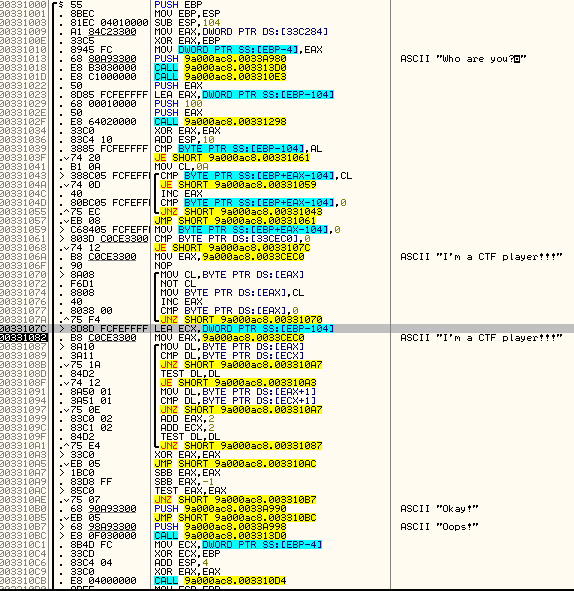 00331000 ┌$ 55 PUSH EBP
00331001 . 8BEC MOV EBP,ESP
00331003 . 81EC 04010000 SUB ESP,104
00331009 . A1 84C23300 MOV EAX,DWORD PTR DS:[33C284]
0033100E . 33C5 XOR EAX,EBP
00331010 . 8945 FC MOV DWORD PTR SS:[EBP-4],EAX
00331013 . 68 80A93300 PUSH 9a000ac8.0033A980 ASCII "Who are you?◘"
00331018 . E8 B3030000 CALL 9a000ac8.003313D0
0033101D . E8 C1000000 CALL 9a000ac8.003310E3
00331022 . 50 PUSH EAX
00331023 . 8D85 FCFEFFFF LEA EAX,DWORD PTR SS:[EBP-104]
00331029 . 68 00010000 PUSH 100
0033102E . 50 PUSH EAX
0033102F . E8 64020000 CALL 9a000ac8.00331298
00331034 . 33C0 XOR EAX,EAX
00331036 . 83C4 10 ADD ESP,10
00331039 . 3885 FCFEFFFF CMP BYTE PTR SS:[EBP-104],AL
0033103F .v74 20 JE SHORT 9a000ac8.00331061
00331041 . B1 0A MOV CL,0A
00331043 > 388C05 FCFEFFF CMP BYTE PTR SS:[EBP+EAX-104],CL
0033104A .v74 0D JE SHORT 9a000ac8.00331059
0033104C . 40 INC EAX
0033104D . 80BC05 FCFEFFF CMP BYTE PTR SS:[EBP+EAX-104],0
00331055 .^75 EC JNZ SHORT 9a000ac8.00331043
00331057 .vEB 08 JMP SHORT 9a000ac8.00331061
00331059 > C68405 FCFEFFF MOV BYTE PTR SS:[EBP+EAX-104],0
00331061 > 803D C0CE3300 CMP BYTE PTR DS:[33CEC0],0
00331068 .v74 12 JE SHORT 9a000ac8.0033107C
0033106A . B8 C0CE3300 MOV EAX,9a000ac8.0033CEC0 ASCII "I'm a CTF player!!!"
0033106F . 90 NOP
00331070 > 8A08 MOV CL,BYTE PTR DS:[EAX]
00331072 . F6D1 NOT CL
00331074 . 8808 MOV BYTE PTR DS:[EAX],CL
00331076 . 40 INC EAX
00331077 . 8038 00 CMP BYTE PTR DS:[EAX],0
0033107A .^75 F4 JNZ SHORT 9a000ac8.00331070
0033107C > 8D8D FCFEFFFF LEA ECX,DWORD PTR SS:[EBP-104]
00331082 . B8 C0CE3300 MOV EAX,9a000ac8.0033CEC0 ASCII "I'm a CTF player!!!"
00331087 > 8A10 MOV DL,BYTE PTR DS:[EAX]
00331089 . 3A11 CMP DL,BYTE PTR DS:[ECX]
0033108B . 75 1A JNZ SHORT 9a000ac8.003310A7
0033108D . 84D2 TEST DL,DL
0033108F . 74 12 JE SHORT 9a000ac8.003310A3
00331091 . 8A50 01 MOV DL,BYTE PTR DS:[EAX+1]
00331094 . 3A51 01 CMP DL,BYTE PTR DS:[ECX+1]
00331097 .v75 0E JNZ SHORT 9a000ac8.003310A7
00331099 . 83C0 02 ADD EAX,2
0033109C . 83C1 02 ADD ECX,2
0033109F . 84D2 TEST DL,DL
003310A1 .^75 E4 JNZ SHORT 9a000ac8.00331087
003310A3 > 33C0 XOR EAX,EAX
003310A5 .vEB 05 JMP SHORT 9a000ac8.003310AC
003310A7 > 1BC0 SBB EAX,EAX
003310A9 . 83D8 FF SBB EAX,-1
003310AC > 85C0 TEST EAX,EAX
003310AE .v75 07 JNZ SHORT 9a000ac8.003310B7
003310B0 . 68 90A93300 PUSH 9a000ac8.0033A990 ASCII "Okay!"
003310B5 .vEB 05 JMP SHORT 9a000ac8.003310BC
003310B7 > 68 98A93300 PUSH 9a000ac8.0033A998 ASCII "Oops!"
003310BC > E8 0F030000 CALL 9a000ac8.003313D0
003310C1 . 8B4D FC MOV ECX,DWORD PTR SS:[EBP-4]
003310C4 . 33CD XOR ECX,EBP
003310C6 . 83C4 04 ADD ESP,4
003310C9 . 33C0 XOR EAX,EAX
003310CB . E8 04000000 CALL 9a000ac8.003310D4